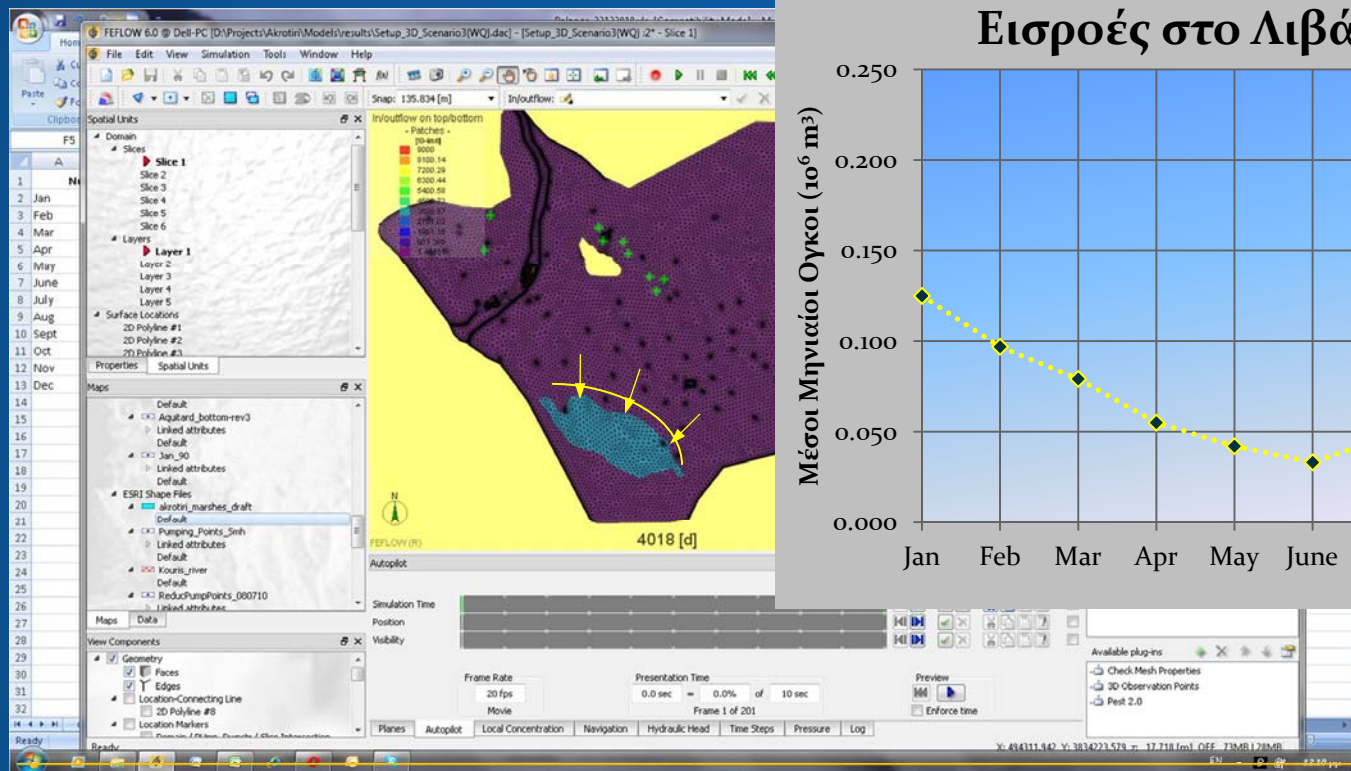 FEFLOW 6.0 @ Dell-PC [D:\Projects\Akrotiri\Models\results\Setup_3D_Scenario3(WQ).dac] - [Setup_3D_Scenario3(WQ) :2* - Slice 1]
File Edit View Simulation Tools Window Help
Paste
Snap: 135.834 [m] In/outflow:
F5
A
1
2 Jan
3 Feb
4 Mar
5 Apr
6 May
7 June
8 July
9 Aug
10 Sept
11 Oct
12 Nov
13 Dec
14
15
16
17
18
19
20
21
22
23
24
25
26
27
28
29
30
31
32
Ready
Spatial Units
Domain
Slices
Slice 1
Slice 2
Slice 3
Slice 4
Slice 5
Slice 6
Layers
Layer 1
Layer 2
Layer 3
Layer 4
Layer 5
Surface Locations
2D Polyline #1
2D Polyline #2
2D Polyline #3
Properties Spatial Units
Maps
Default
Aquitard_bottom-rev3
Linked attributes
Default
Jan_90
Linked attributes
Default
ESRI Shape Files
akrotiri_marshes_draft
Default
Pumping_Points_Smh
Linked attributes
Default
Kouris_river
Default
ReducPumpPoints_080710
Linked attributes
Maps Data
View Components
Geometry
Faces
Edges
Location-Connecting Line
2D Polyline #8
Location Markers
Ready
In/outflow on top/bottom
- Patches -
9000
8100.14
7200.29
6300.44
5400.58
N
FEFLOW (R)
4018 [d]
Autopilot
Simulation Time
Position
Visibility
Frame Rate
20 fps
Movie
Presentation Time
0.0 sec = 0.0% of 10 sec
Frame 1 of 201
Preview
Enforce time
Planes Autopilot Local Concentration Navigation Hydraulic Head Time Steps Pressure Log
Available plug-ins
Check Mesh Properties
3D Observation Points
Pest 2.0
X: 494311.942 Y: 3834223.579 z: 17.718 [m] OFF 73MB|28MB
EN
Εισροές στο Λιβά
Μέσοι Μηνιαίοι Ογκοι (10⁶ m³)
0.250
0.200
0.150
0.100
0.050
0.000
Jan Feb Mar Apr May June